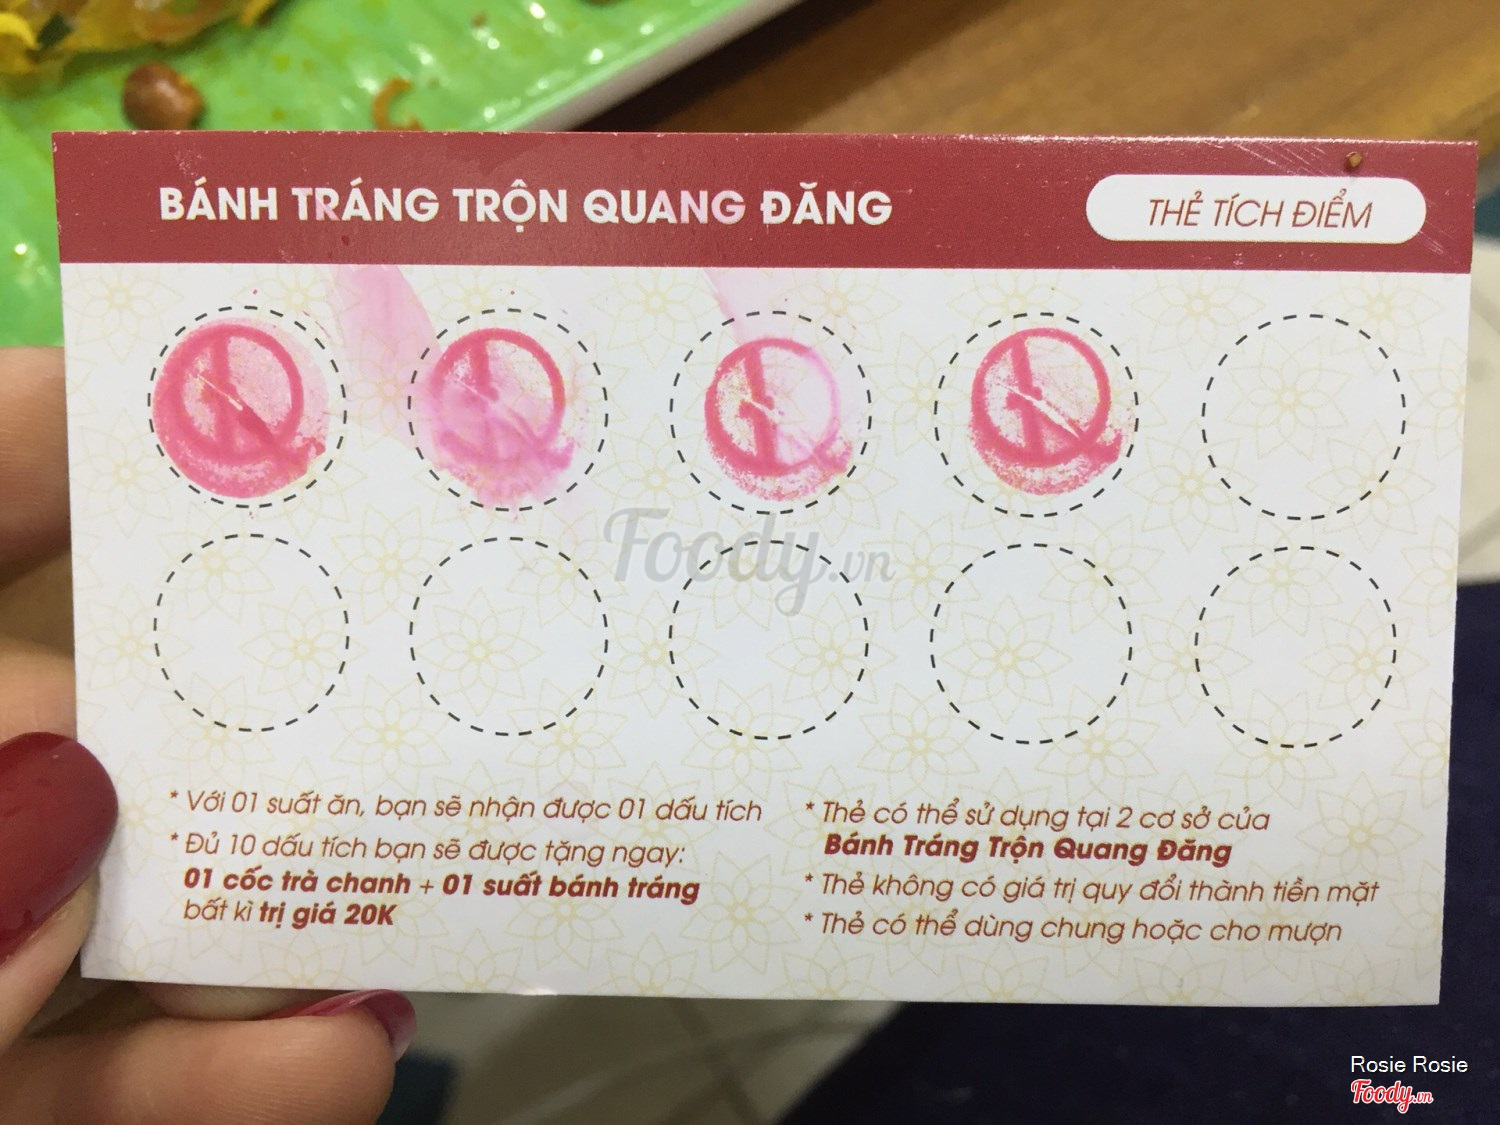 BÁNH TRÁNG TRỘN QUANG ĐĂNG
THẺ TÍCH ĐIỂM
Foody.vn
* Với 01 suất ăn, bạn sẽ nhận được 01 dấu tích
* Đủ 10 dấu tích bạn sẽ được tặng ngay:
01 cốc trà chanh + 01 suất bánh tráng
bất kì trị giá 20K
* Thẻ có thể sử dụng tại 2 cơ sở của
Bánh Tráng Trộn Quang Đăng
* Thẻ không có giá trị quy đổi thành tiền mặt
* Thẻ có thể dùng chung hoặc cho mượn
Rosie Rosie
Foody.vn